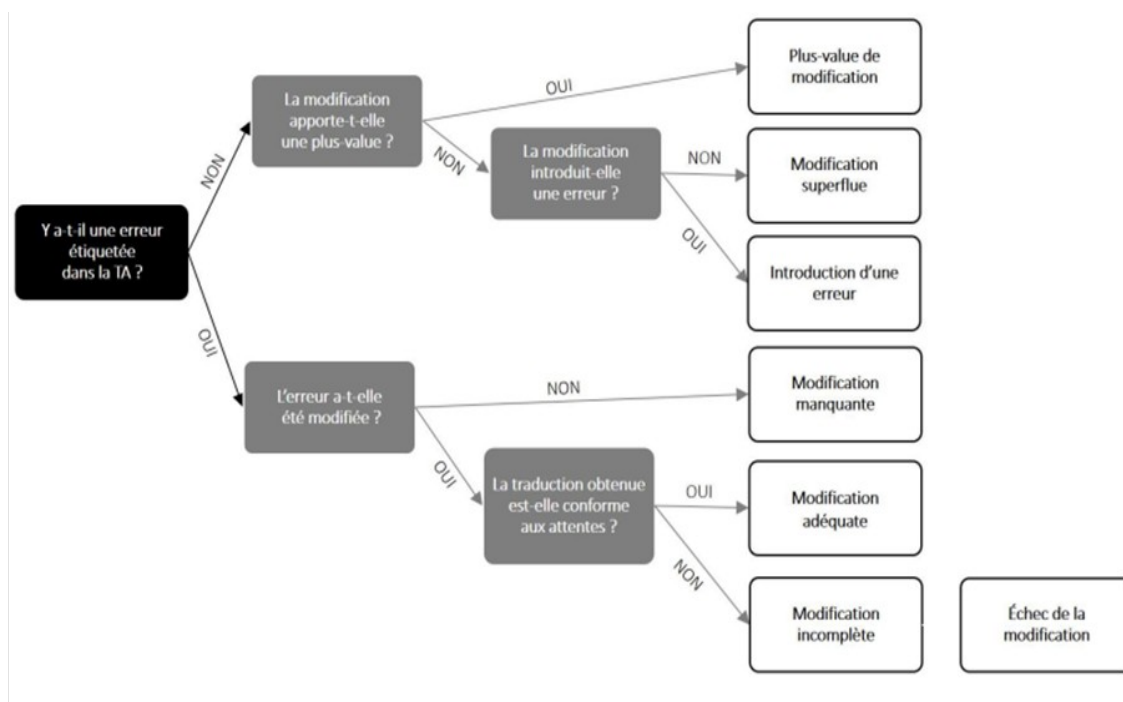 Plus-value de
modification
OUI
La modification
apporte-t-elle
une plus-value ?
NON
La modification
introduit-elle
une erreur ?
NON
Modification
superflue
NON
OUI
Y a-t-il une erreur
étiquetée
dans la TA ?
Introduction d'une
erreur
OUI
L'erreur a-t-elle
été modifiée ?
NON
Modification
manquante
OUI
La traduction obtenue
est-elle conforme
aux attentes ?
OUI
Modification
adéquate
NON
Modification
incomplète
Échec de la
modification